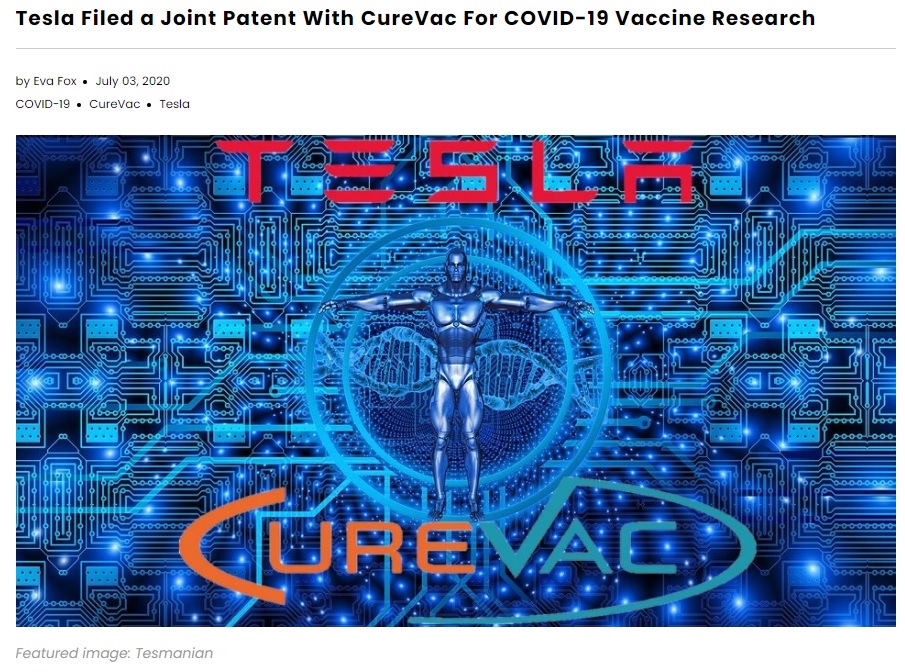 Tesla Filed a Joint Patent With CureVac For COVID-19 Vaccine Research
by Eva Fox • July 03, 2020
COVID-19 • CureVac • Tesla
TESLA
CUREVAC
Featured image: Tesmanian